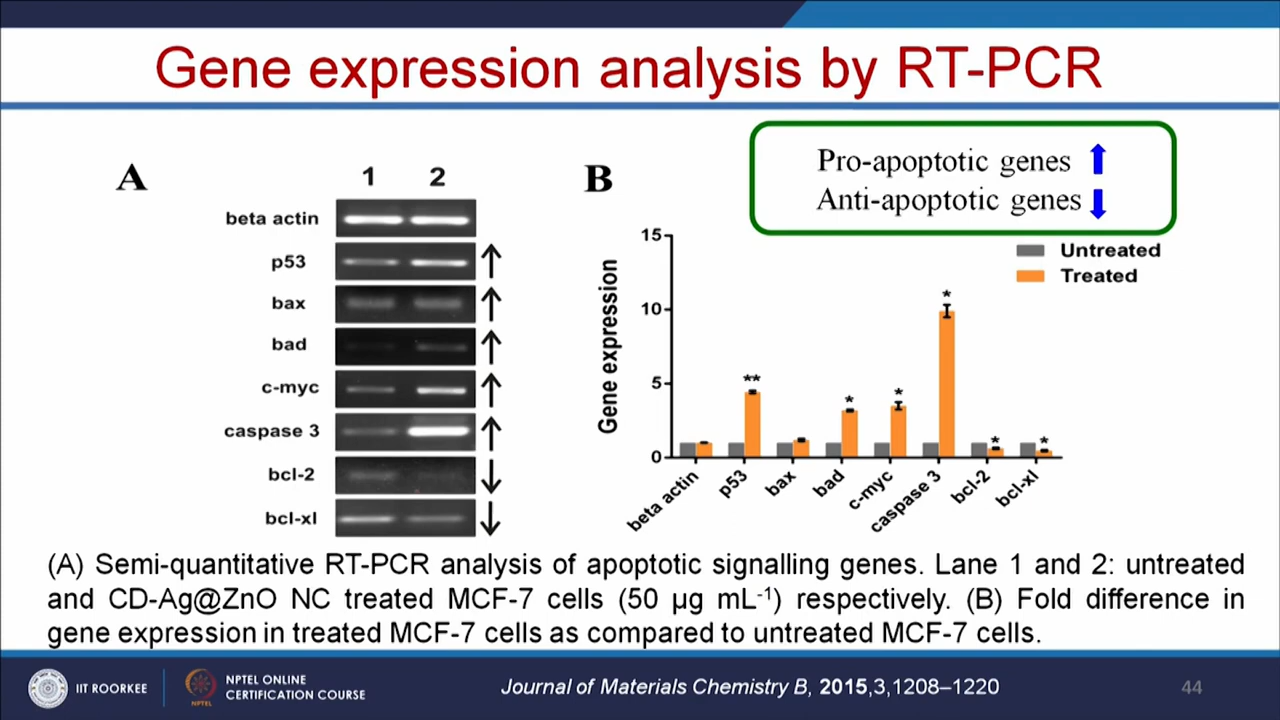 Gene expression analysis by RT-PCR
A
1 2
beta actin
p53
bax
bad
c-myc
caspase 3
bcl-2
bcl-xl
B
Pro-apoptotic genes
Anti-apoptotic genes
Untreated
Treated
Gene expression
15
10
5
0
** * * * * *
beta actin
p53
bax
bad
c-myc
caspase 3
bcl-2
bcl-xl
(A) Semi-quantitative RT-PCR analysis of apoptotic signalling genes. Lane 1 and 2: untreated
and CD-Ag@ZnO NC treated MCF-7 cells (50 µg mL⁻¹) respectively. (B) Fold difference in
gene expression in treated MCF-7 cells as compared to untreated MCF-7 cells.
IIT ROORKEE
NPTEL
NPTEL ONLINE
CERTIFICATION COURSE
Journal of Materials Chemistry B, 2015,3,1208–1220
44